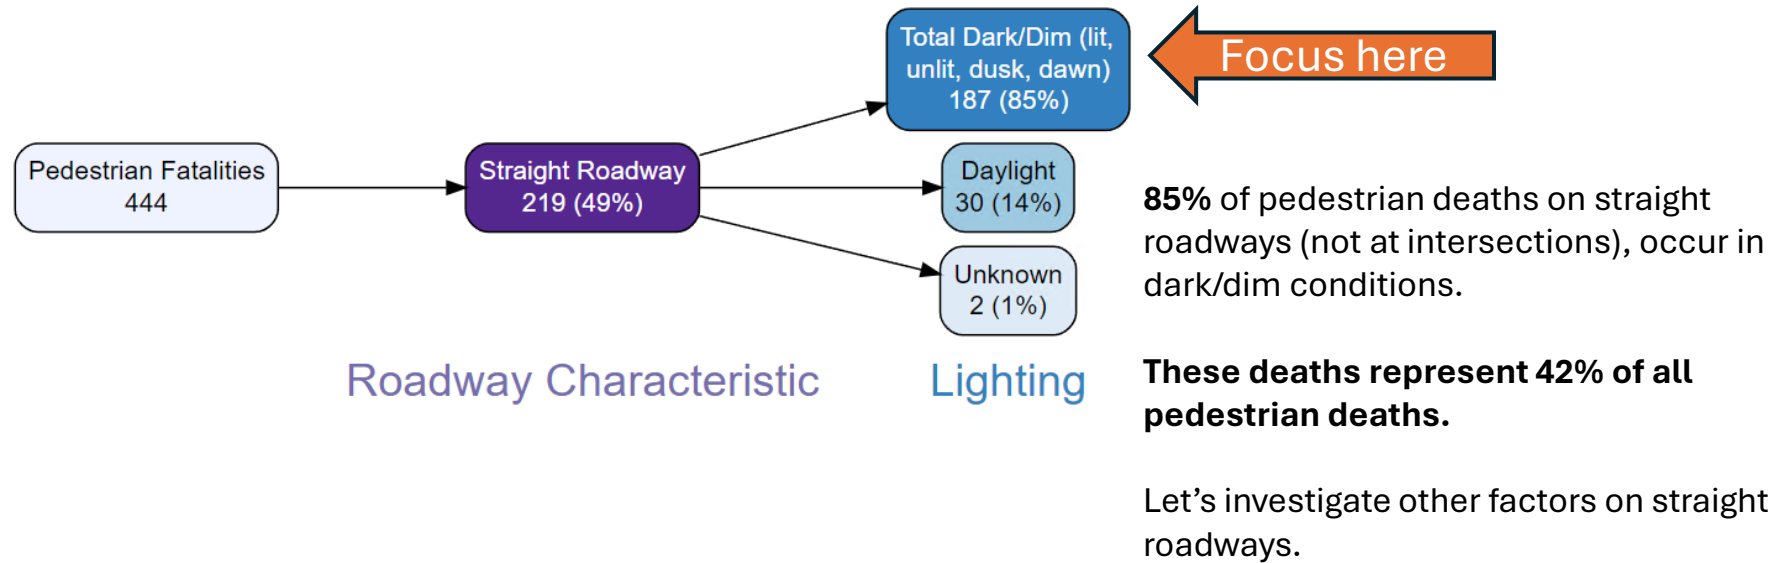 Total Dark/Dim (lit,
unlit, dusk, dawn)
187 (85%)
Focus here
Pedestrian Fatalities
444
Straight Roadway
219 (49%)
Daylight
30 (14%)
Unknown
2 (1%)
Roadway Characteristic
Lighting
85% of pedestrian deaths on straight
roadways (not at intersections), occur in
dark/dim conditions.
These deaths represent 42% of all
pedestrian deaths.
Let’s investigate other factors on straight
roadways.